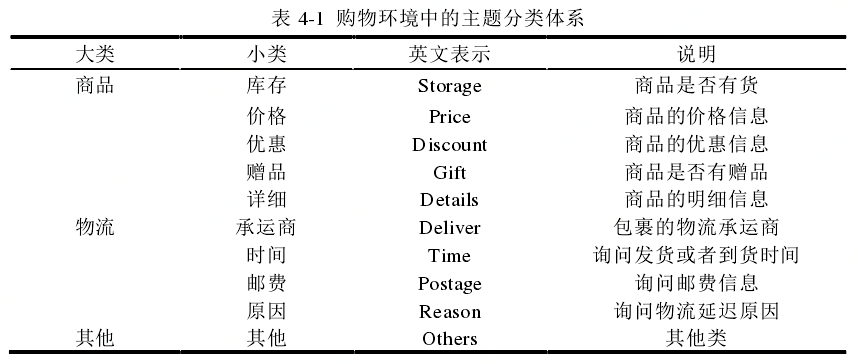 表 4-1 购物环境中的主题分类体系
大类 小类 英文表示 说明
商品 库存 Storage 商品是否有货
价格 Price 商品的价格信息
优惠 Discount 商品的优惠信息
赠品 Gift 商品是否有赠品
详细 Details 商品的明细信息
物流 承运商 Deliver 包裹的物流承运商
时间 Time 询问发货或者到货时间
邮费 Postage 询问邮费信息
原因 Reason 询问物流延迟原因
其他 其他 Others 其他类